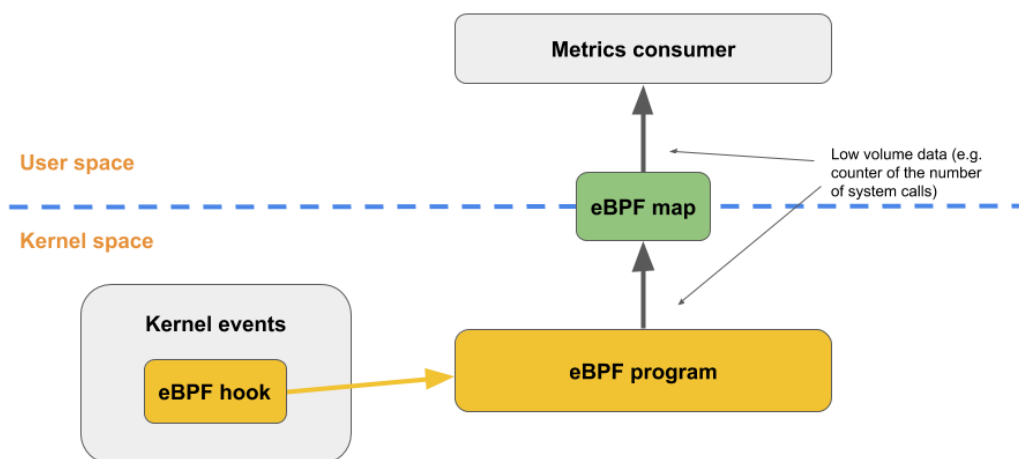 Metrics consumer
User space
Low volume data (e.g.
counter of the number
of system calls)
eBPF map
Kernel space
Kernel events
eBPF hook
eBPF program